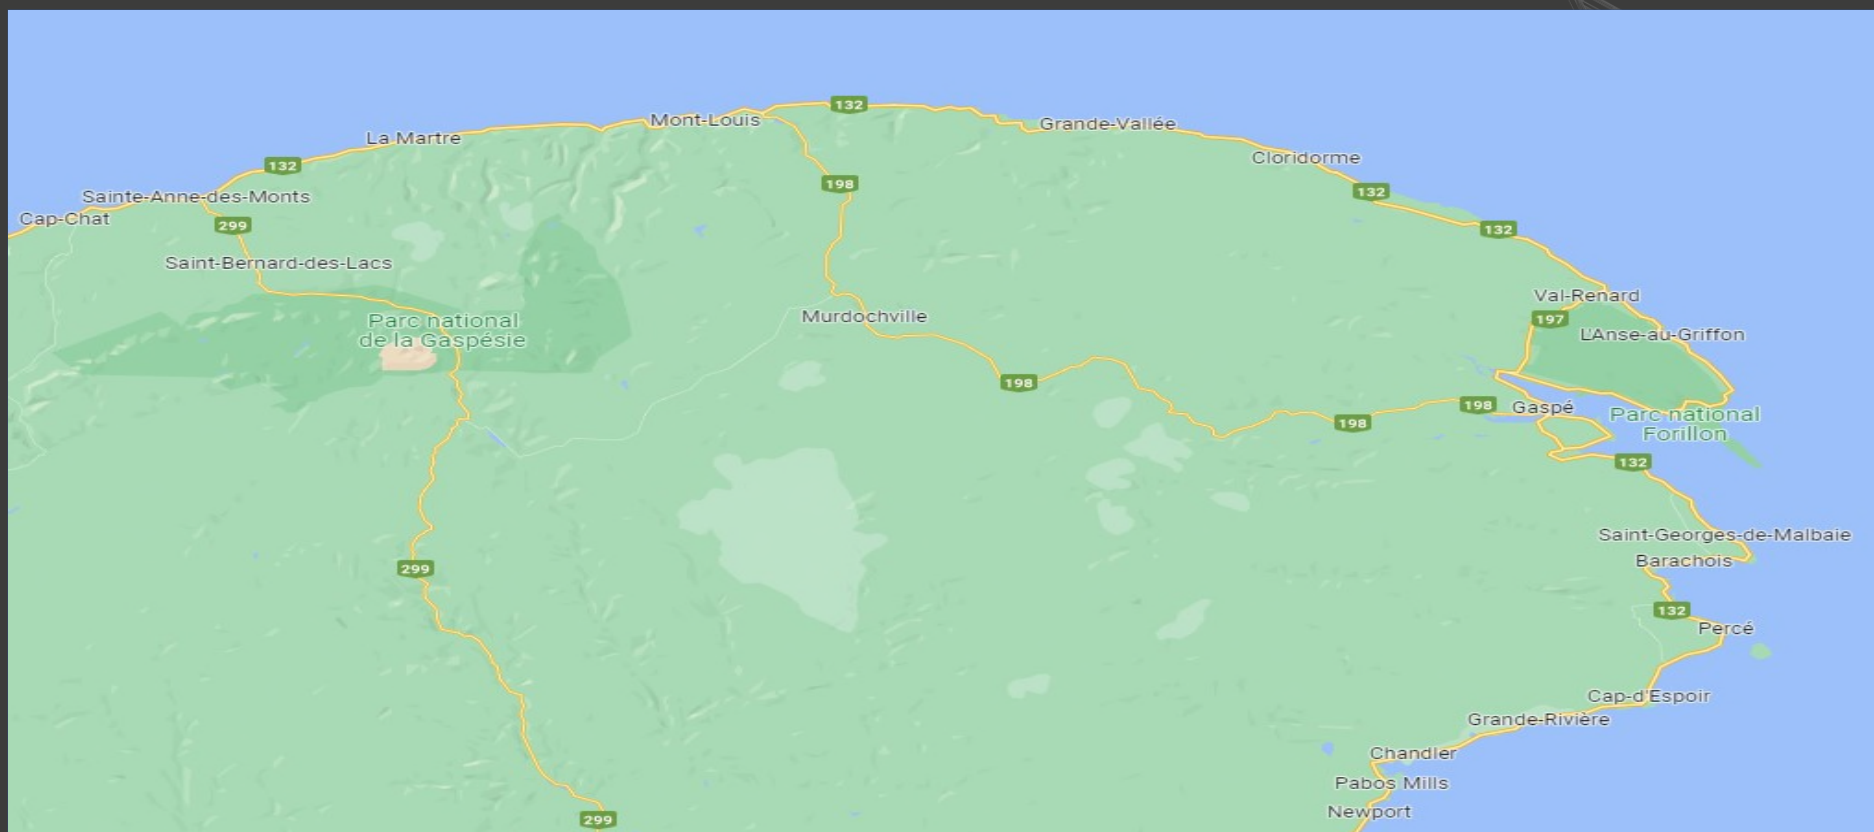 132
Mont-Louis
Grande-Vallée
La Martre
Cloridorme
132
198
132
Sainte-Anne-des-Monts
Cap-Chat
299
132
Saint-Bernard-des-Lacs
Val-Renard
Murdochville
197
Parc national
de la Gaspésie
L'Anse-au-Griffon
198
198
Gaspé
Parc national
Forillon
198
132
Saint-Georges-de-Malbaie
Barachois
299
132
Percé
Cap-d'Espoir
Grande-Rivière
Chandler
Pabos Mills
Newport
299